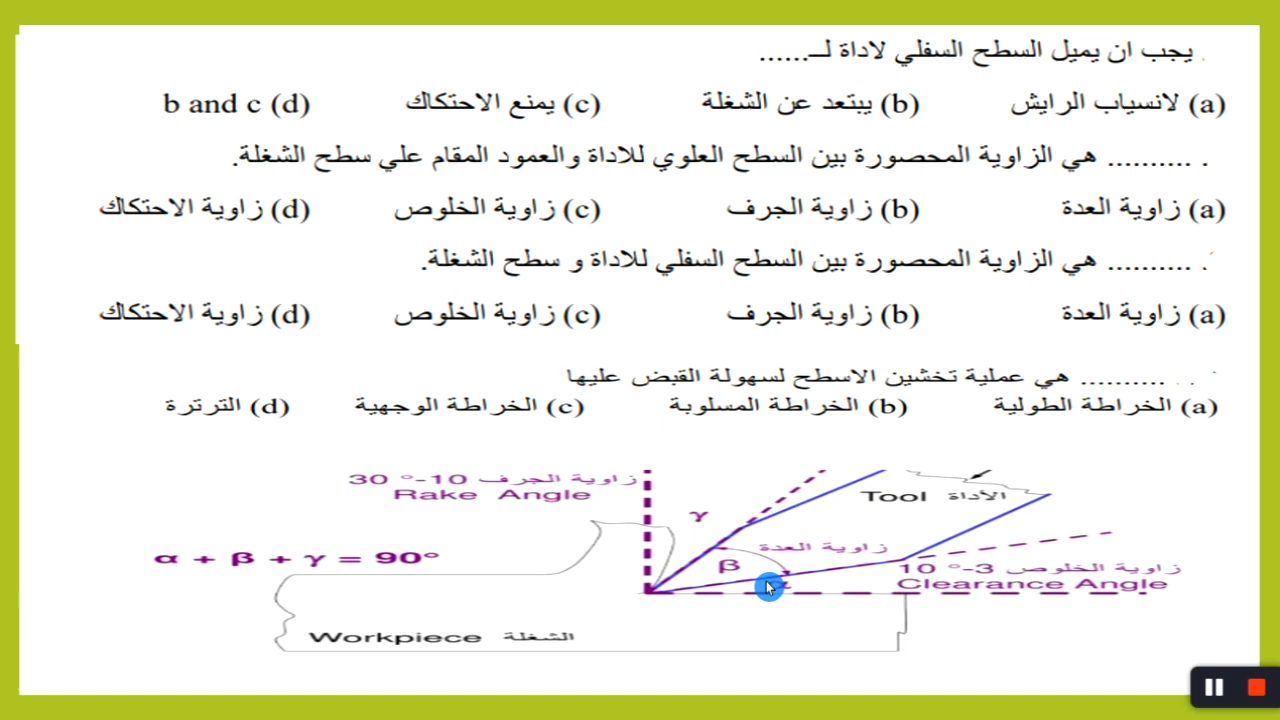 يجب ان يميل السطح السفلي لاداة لــ......
(a) لانسياب الرايش (b) يبتعد عن الشغلة (c) يمنع الاحتكاك (d) b and c
.......... هي الزاوية المحصورة بين السطح العلوي للاداة والعمود المقام علي سطح الشغلة.
(a) زاوية العدة (b) زاوية الجرف (c) زاوية الخلوص (d) زاوية الاحتكاك
.......... هي الزاوية المحصورة بين السطح السفلي للاداة و سطح الشغلة.
(a) زاوية العدة (b) زاوية الجرف (c) زاوية الخلوص (d) زاوية الاحتكاك
.......... هي عملية تخشين الاسطح لسهولة القبض عليها
(a) الخراطة الطولية (b) الخراطة المسلوبة (c) الخراطة الوجهية (d) الترترة
زاوية الجرف 10-° 30
Rake Angle
γ
Tool الأداة
α + β + γ = 90°
زاوية العدة
β
زاوية الخلوص 3-° 10
Clearance Angle
Workpiece الشغلة